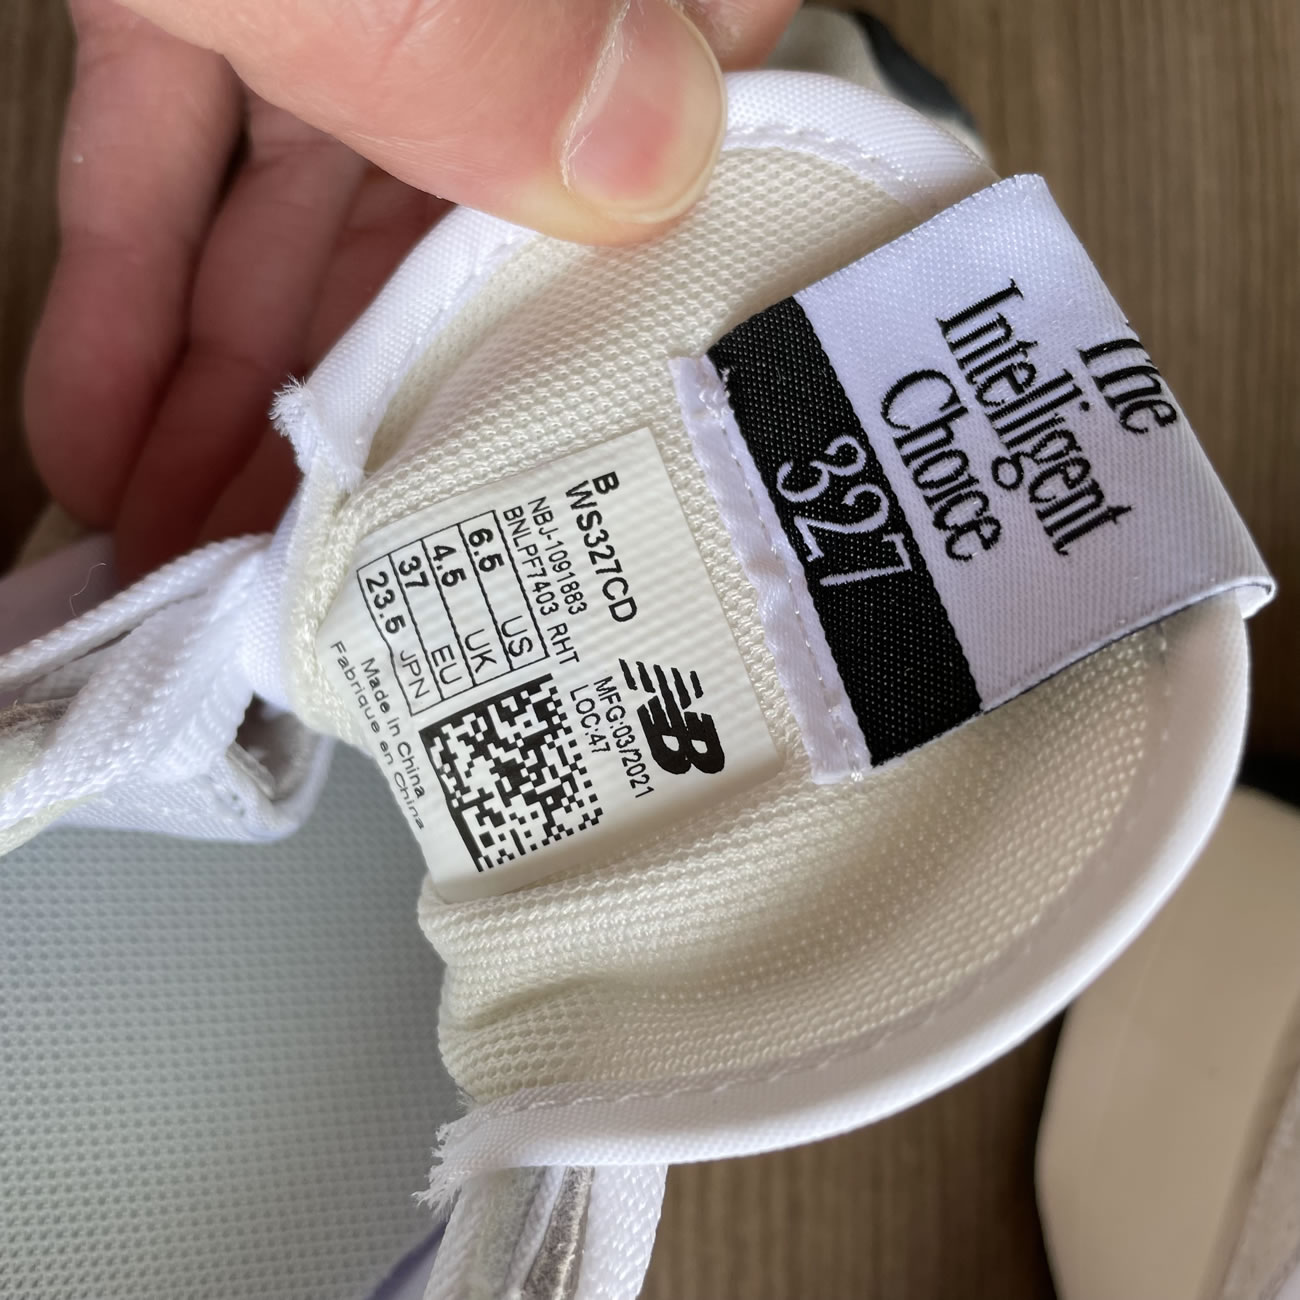 The
Intelligent
Choice
327
B
WS327CD
NBJ-1091883
BNLPF7403 RHT
6.5 US
4.5 UK
37 EU
23.5 JPN
MFG:03/2021
LOC:47
Made in China
Fabriqué en Chine